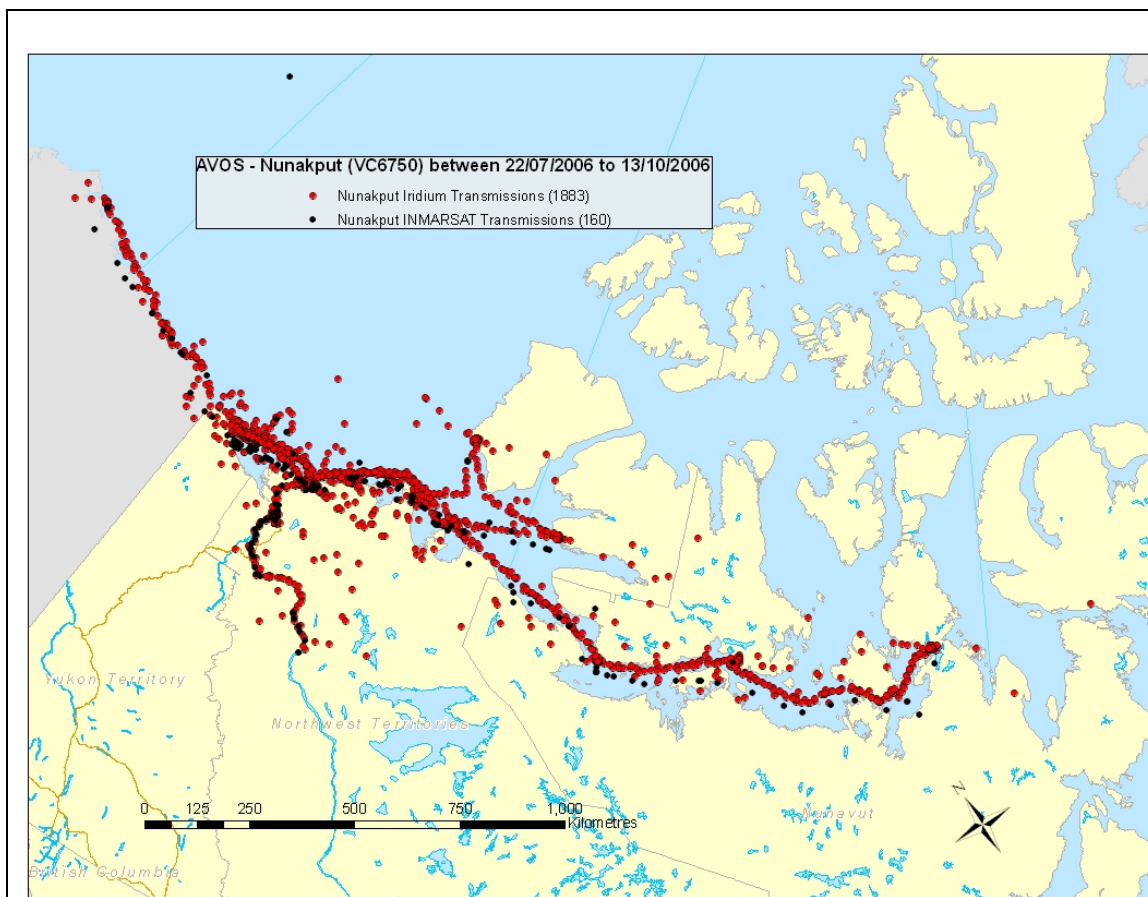 AVOS - Nunakput (VC6750) between 22/07/2006 to 13/10/2006
Nunakput Iridium Transmissions (1883)
Nunakput INMARSAT Transmissions (160)
Yukon Territory
Northwest Territories
N
0 125 250 500 750 1,000
Kilometres
Nunavut
British Columbia